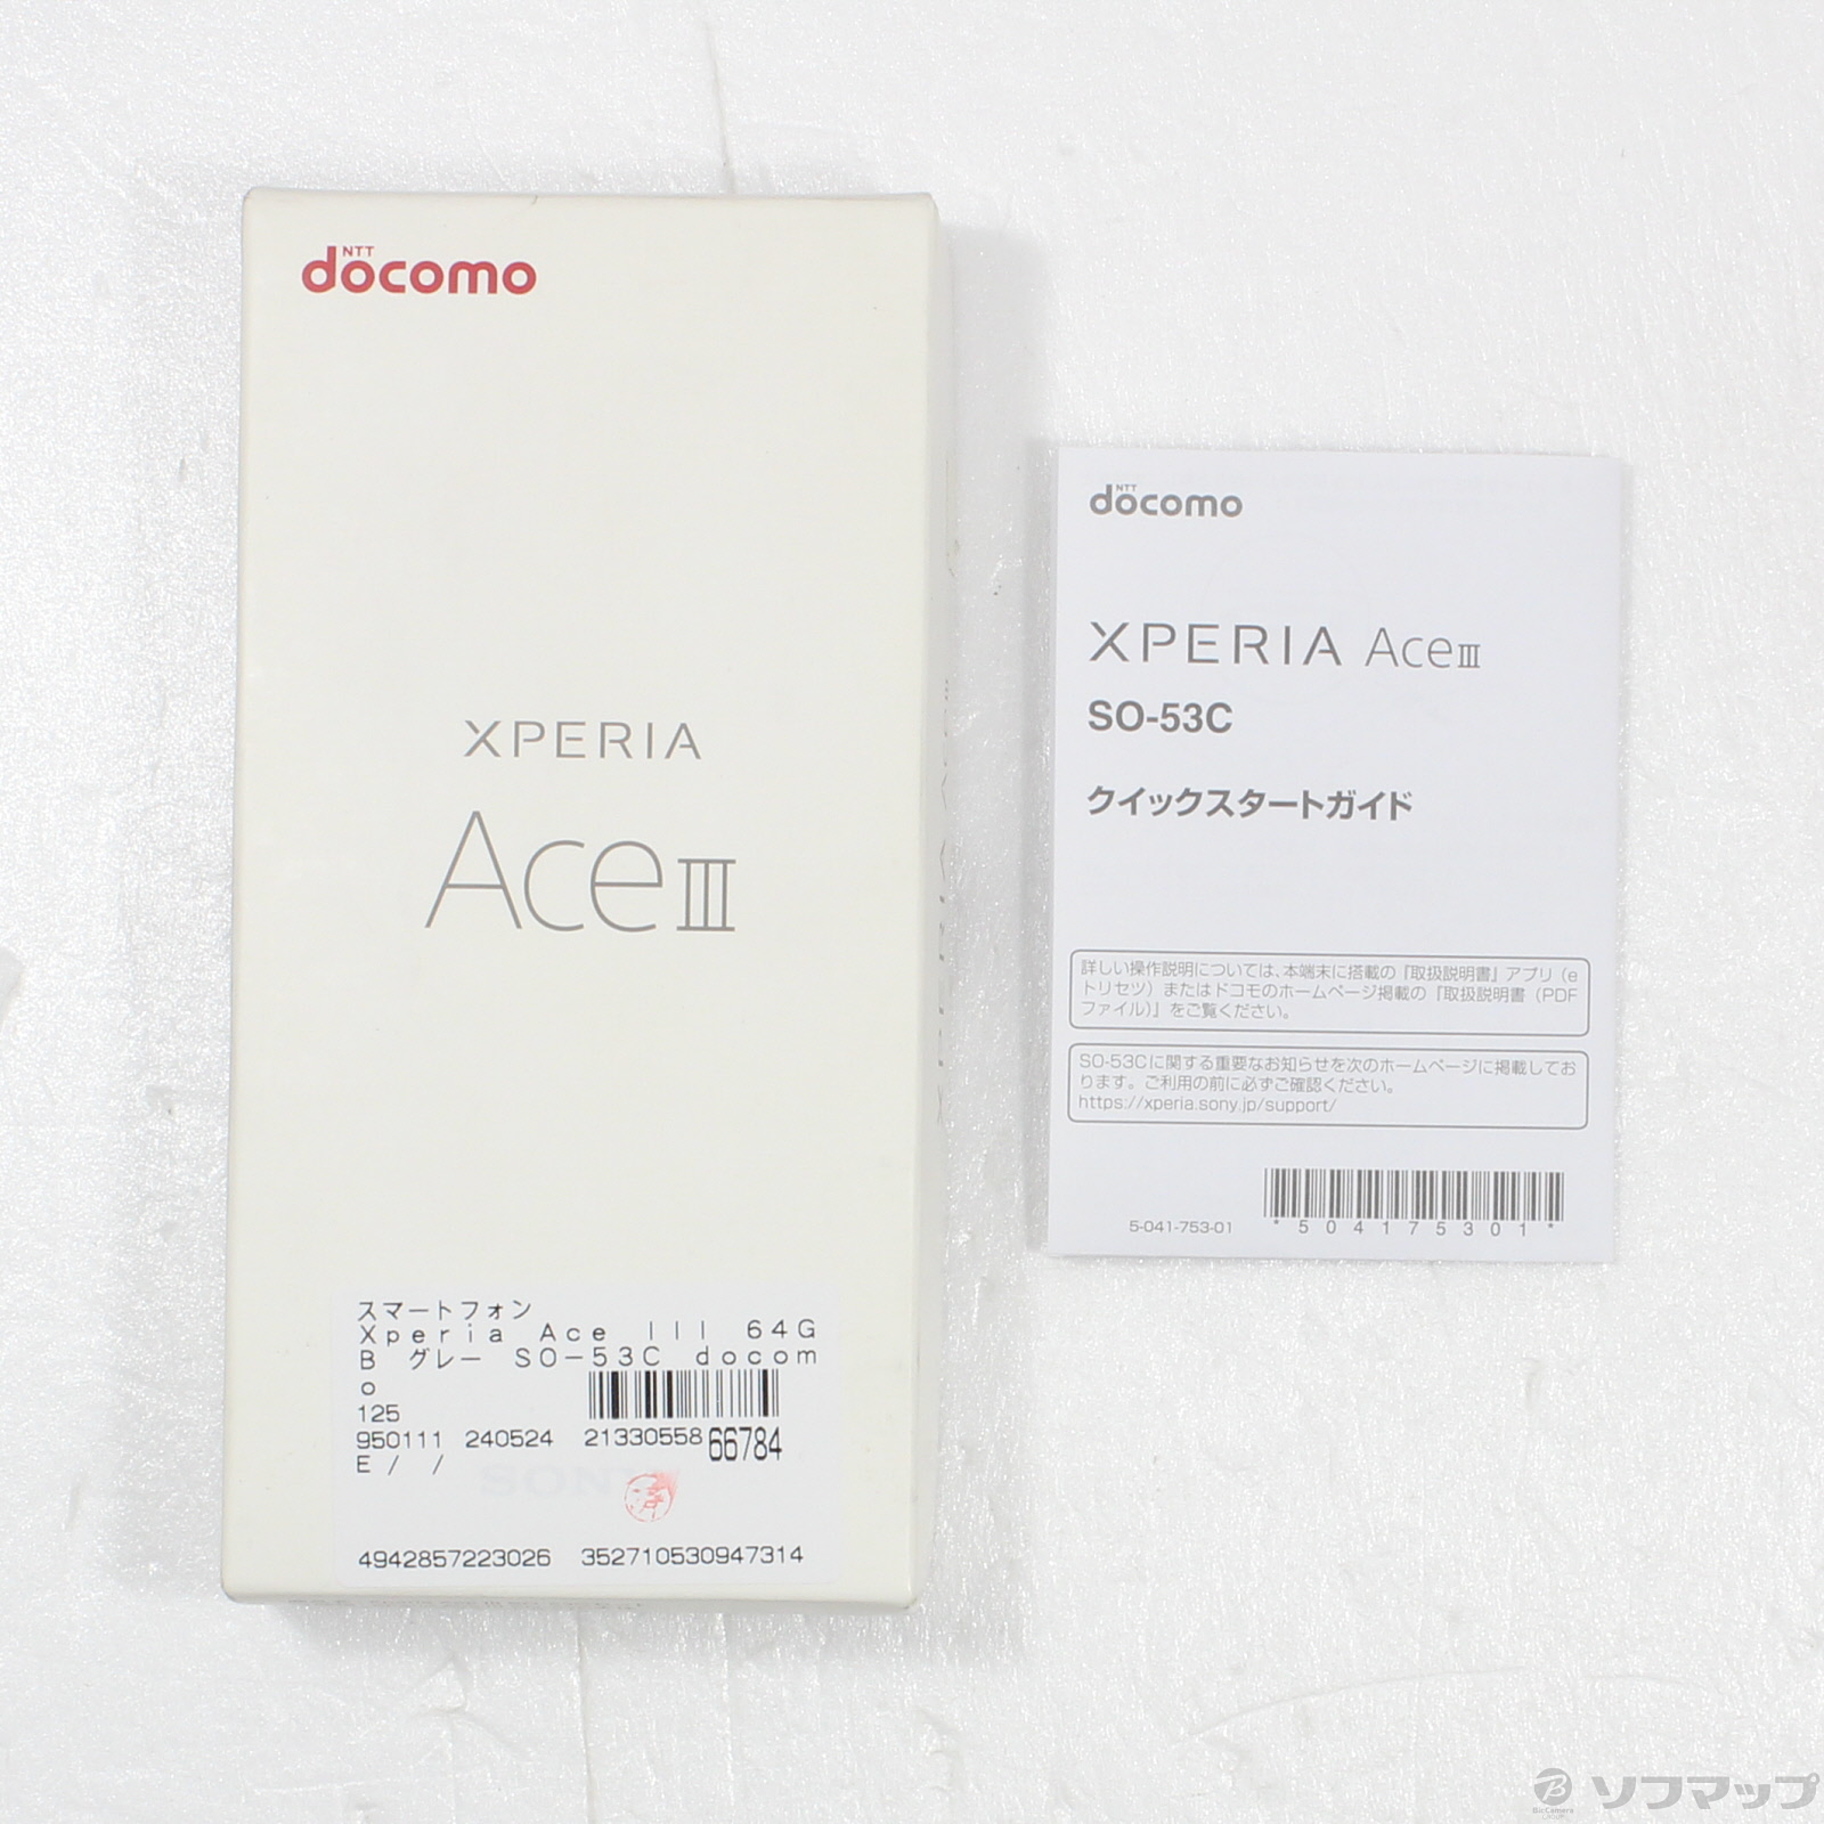 NTT
docomo
XPERIA
Ace III
スマートフォン
Xperia Ace III 64G
B グレー SO-53C docom
o
125
950111 240524 21330558 66784
E / /
SONY
済
4942857223026 352710530947314
NTT
docomo
XPERIA Ace III
SO-53C
クイックスタートガイド
詳しい操作説明については、本端末に搭載の『取扱説明書』アプリ（e
トリセツ）またはドコモのホームページ掲載の『取扱説明書（PDF
ファイル）』をご覧ください。
SO-53Cに関する重要なお知らせを次のホームページに掲載してお
ります。ご利用の前に必ずご確認ください。
https://xperia.sony.jp/support/
5-041-753-01
*504175301*
B
BicCamera
GROUP
ソフマップ